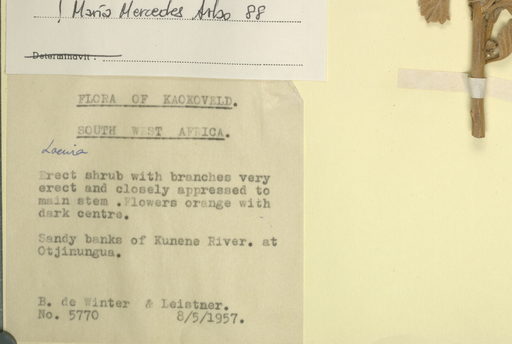 ! María Mercedes Arbo 88
Determinavit :
FLORA OF KAOKOVELD.
SOUTH WEST AFRICA.
Erect shrub with branches very
erect and closely appressed to
main stem .Flowers orange with
dark centre.
Sandy banks of Kunene River. at
Otjinungua.
B. de Winter & Leistner.
No. 5770 8/5/1957.